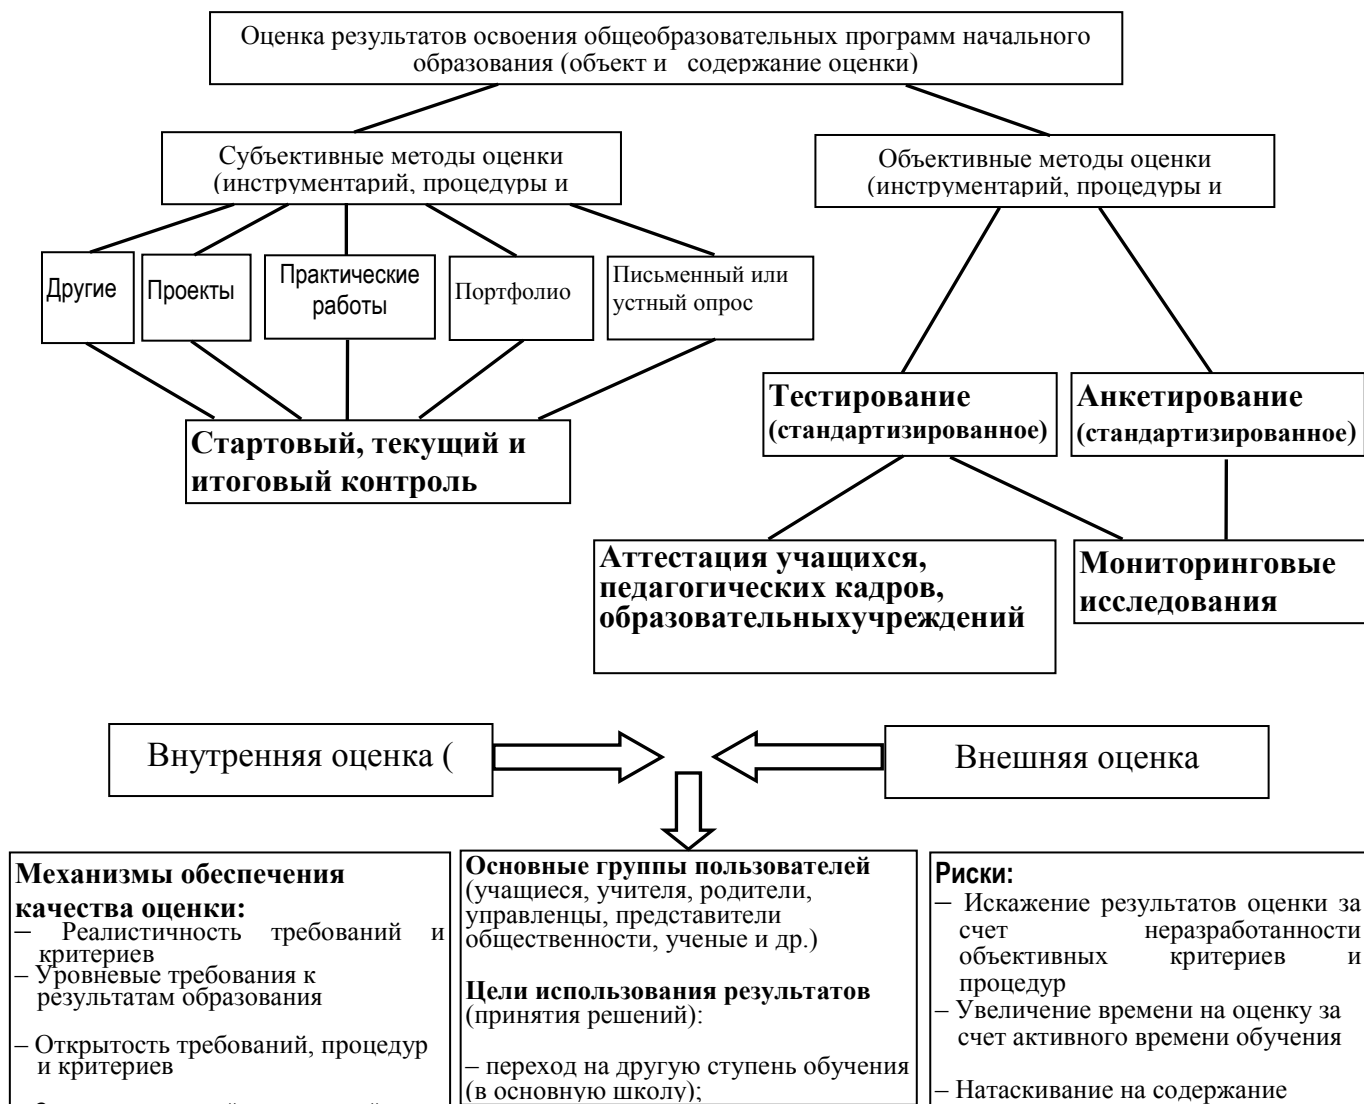 Оценка результатов освоения общеобразовательных программ начального
образования (объект и содержание оценки)
Субъективные методы оценки
(инструментарий, процедуры и
Объективные методы оценки
(инструментарий, процедуры и
Другие
Проекты
Практические
работы
Портфолио
Письменный или
устный опрос
Тестирование
(стандартизированное)
Анкетирование
(стандартизированное)
Стартовый, текущий и
итоговый контроль
Аттестация учащихся,
педагогических кадров,
образовательныхучреждений
Мониторинговые
исследования
Внутренняя оценка (
Внешняя оценка
Механизмы обеспечения
качества оценки:
– Реалистичность требований и
критериев
– Уровневые требования к
результатам образования
– Открытость требований, процедур
и критериев
Основные группы пользователей
(учащиеся, учителя, родители,
управленцы, представители
общественности, ученые и др.)
Цели использования результатов
(принятия решений):
– переход на другую ступень обучения
(в основную школу);
Риски:
– Искажение результатов оценки за
счет неразработанности
объективных критериев и
процедур
– Увеличение времени на оценку за
счет активного времени обучения
– Натаскивание на содержание